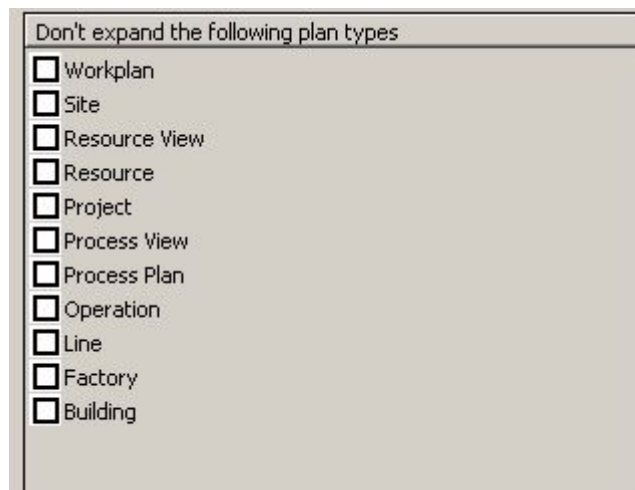 Don't expand the following plan types
Workplan
Site
Resource View
Resource
Project
Process View
Process Plan
Operation
Line
Factory
Building